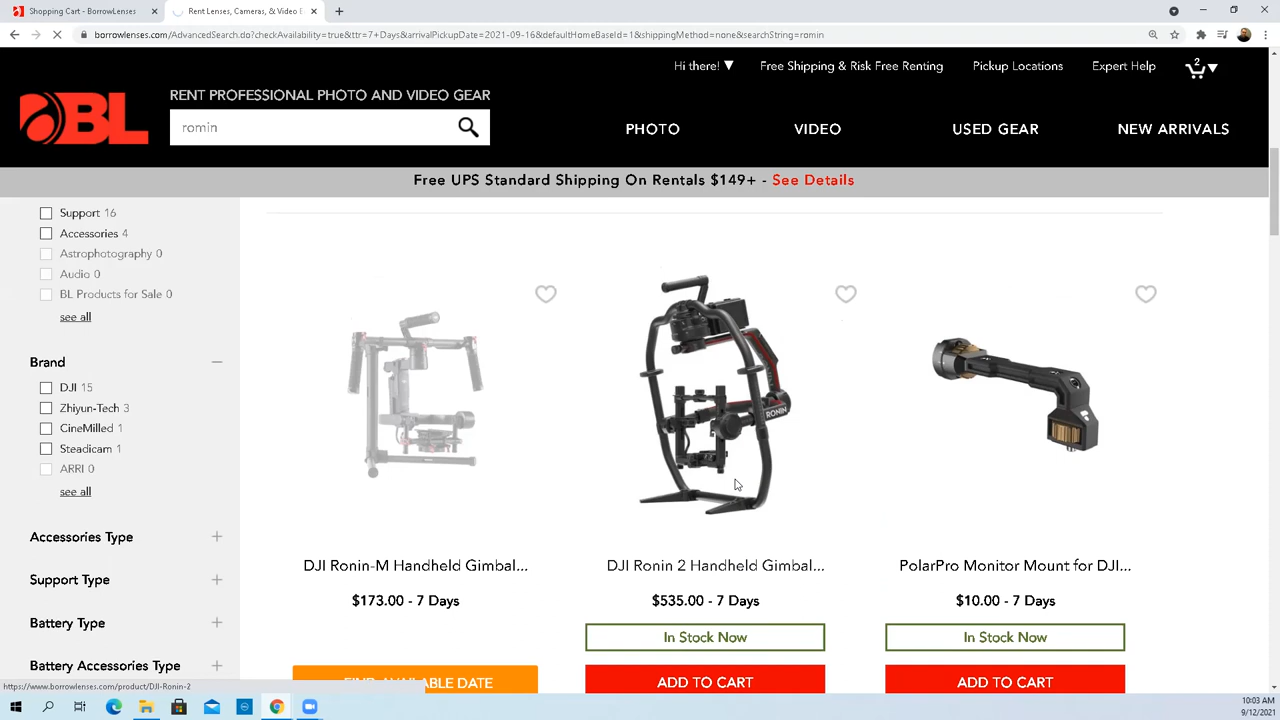 Shopping Cart - BorrowLenses
Rent Lenses, Cameras, & Video E
borrowlenses.com/AdvancedSearch.do?checkAvailability=true&ttr=7+Days&arrivalPickupDate=2021-09-16&defaultHomeBaseId=1&shippingMethod=none&searchString=romin
Hi there! ▼
Free Shipping & Risk Free Renting
Pickup Locations
Expert Help
2
BL
RENT PROFESSIONAL PHOTO AND VIDEO GEAR
romin
PHOTO
VIDEO
USED GEAR
NEW ARRIVALS
Free UPS Standard Shipping On Rentals $149+ - See Details
Support 16
Accessories 4
Astrophotography 0
Audio 0
BL Products for Sale 0
see all
Brand
DJI 15
Zhiyun-Tech 3
CineMilled 1
Steadicam 1
ARRI 0
see all
Accessories Type
Support Type
Battery Type
Battery Accessories Type
RONIN
DJI Ronin-M Handheld Gimbal...
$173.00 - 7 Days
FIND AVAILABLE DATE
DJI Ronin 2 Handheld Gimbal...
$535.00 - 7 Days
In Stock Now
ADD TO CART
PolarPro Monitor Mount for DJI...
$10.00 - 7 Days
In Stock Now
ADD TO CART
https://www.borrowlenses.com/product/DJI-Ronin-2
10:03 AM
9/12/2021